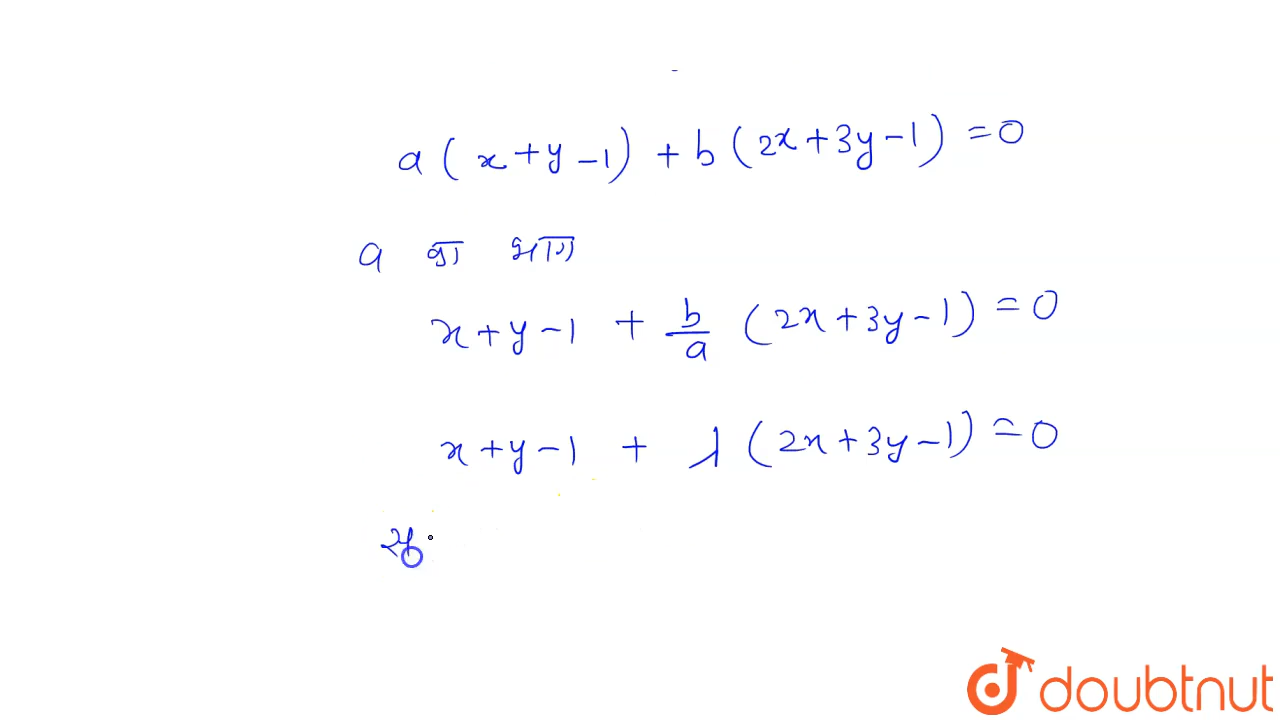 a(x+y-1) + b(2x+3y-1) = 0
a का भाग
x+y-1 + b/a (2x+3y-1) = 0
x+y-1 + λ(2x+3y-1) = 0
doubtnut